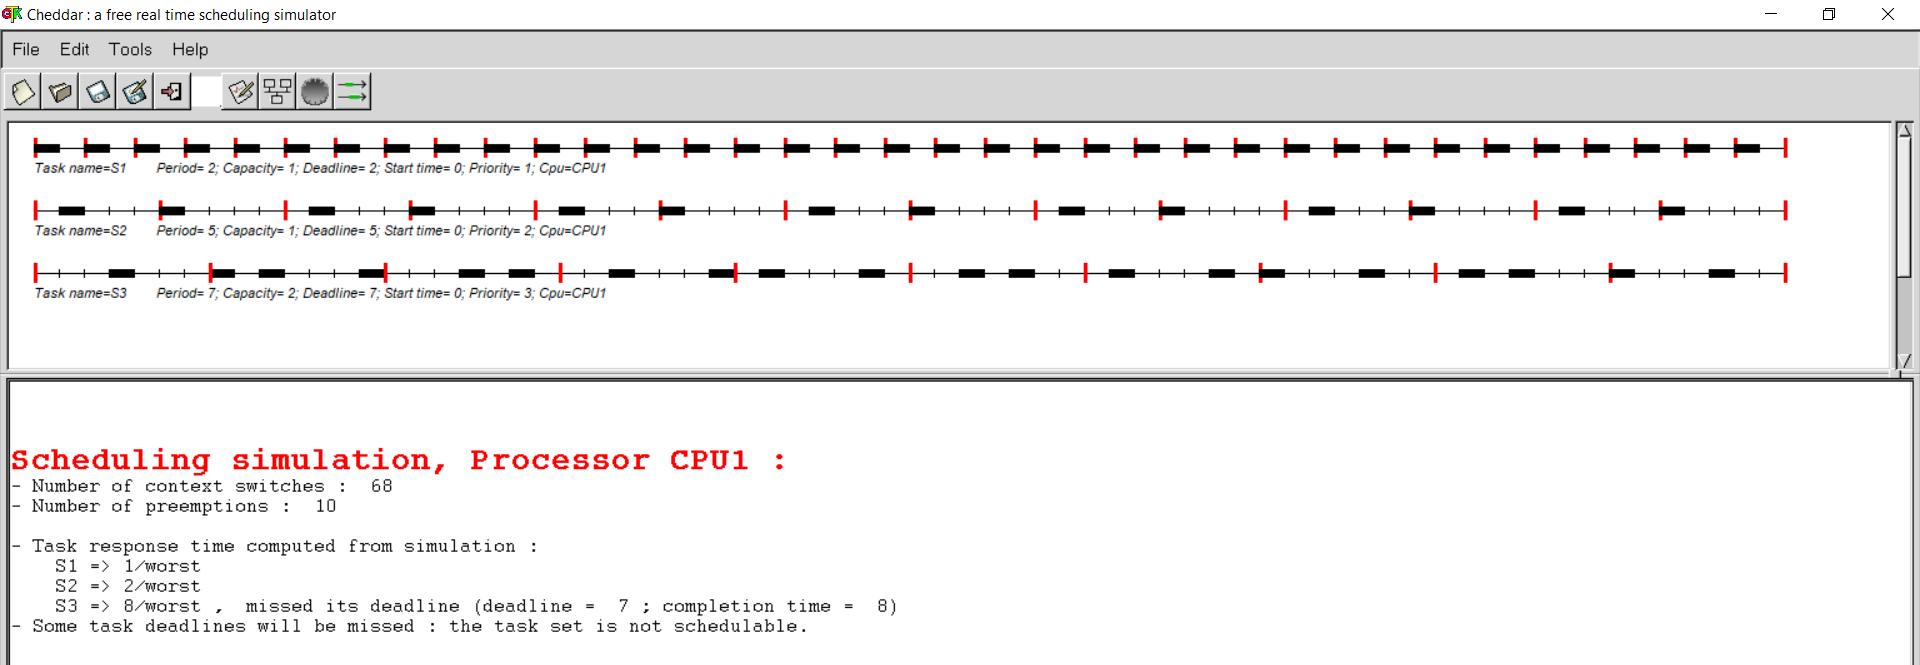 Cheddar : a free real time scheduling simulator
File Edit Tools Help
Task name=S1 Period= 2; Capacity= 1; Deadline= 2; Start time= 0; Priority= 1; Cpu=CPU1
Task name=S2 Period= 5; Capacity= 1; Deadline= 5; Start time= 0; Priority= 2; Cpu=CPU1
Task name=S3 Period= 7; Capacity= 2; Deadline= 7; Start time= 0; Priority= 3; Cpu=CPU1
Scheduling simulation, Processor CPU1 :
- Number of context switches : 68
- Number of preemptions : 10
- Task response time computed from simulation :
S1 => 1/worst
S2 => 2/worst
S3 => 8/worst , missed its deadline (deadline = 7 ; completion time = 8)
- Some task deadlines will be missed : the task set is not schedulable.